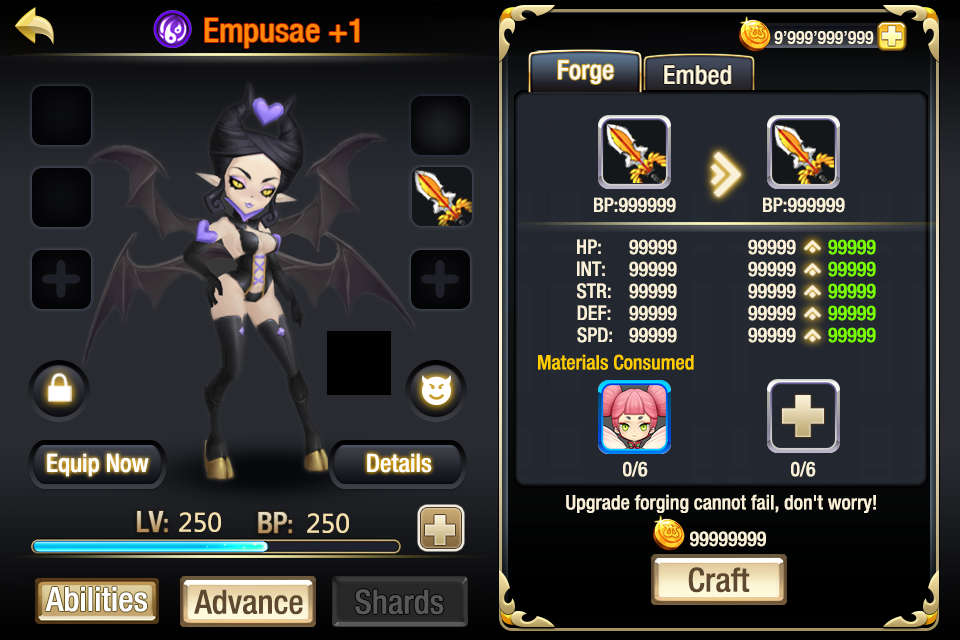 Empusae +1
Equip Now
Details
LV: 250 BP: 250
Abilities
Advance
Shards
9'999'999'999
Forge
Embed
BP:999999
BP:999999
HP: 99999 99999 99999
INT: 99999 99999 99999
STR: 99999 99999 99999
DEF: 99999 99999 99999
SPD: 99999 99999 99999
Materials Consumed
0/6
0/6
Upgrade forging cannot fail, don't worry!
99999999
Craft